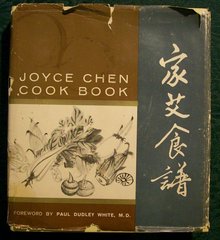 JOYCE CHEN
COOK BOOK
FOREWORD BY PAUL DUDLEY WHITE, M.D.
家艾食譜